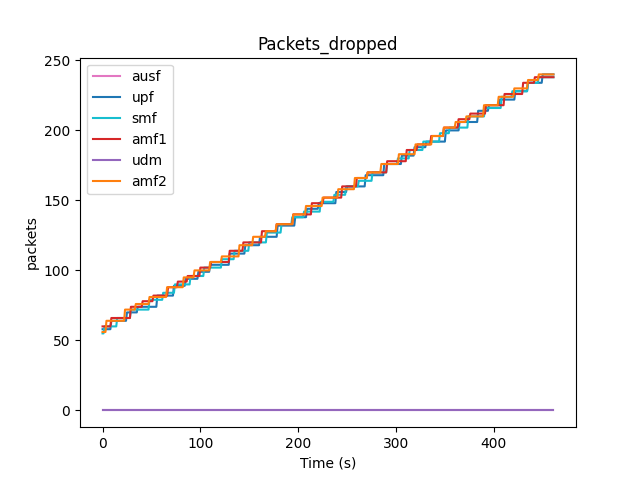 Packets_dropped
packets
250
200
150
100
50
0
ausf
upf
smf
amf1
udm
amf2
0 100 200 300 400
Time (s)